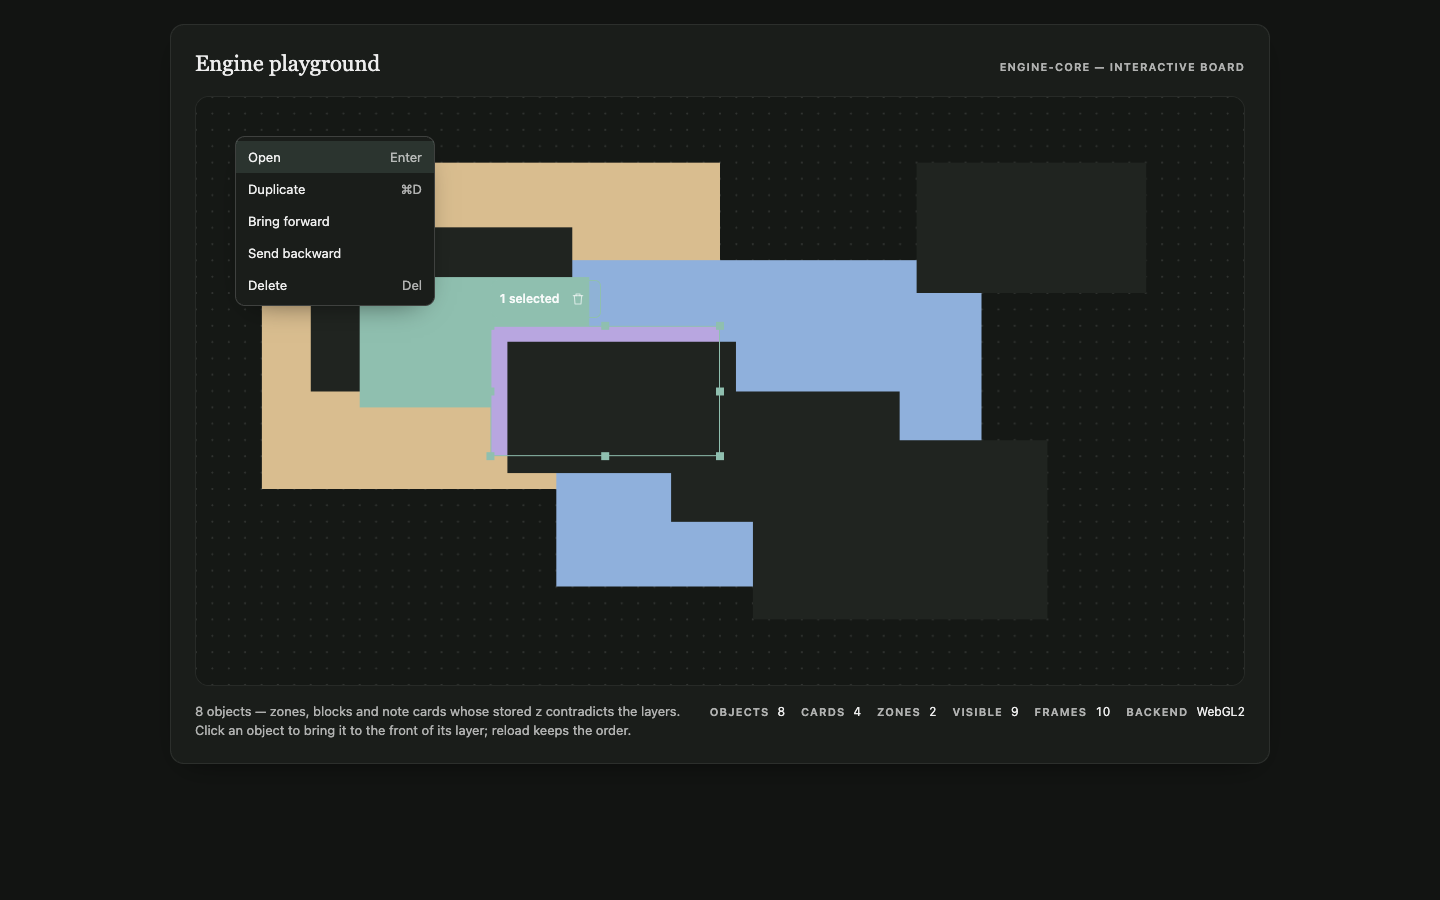 Engine playground
ENGINE-CORE — INTERACTIVE BOARD
Open Enter
Duplicate ⌘D
Bring forward
Send backward
Delete Del
1 selected
8 objects — zones, blocks and note cards whose stored z contradicts the layers.
Click an object to bring it to the front of its layer; reload keeps the order.
OBJECTS 8 CARDS 4 ZONES 2 VISIBLE 9 FRAMES 10 BACKEND WebGL2